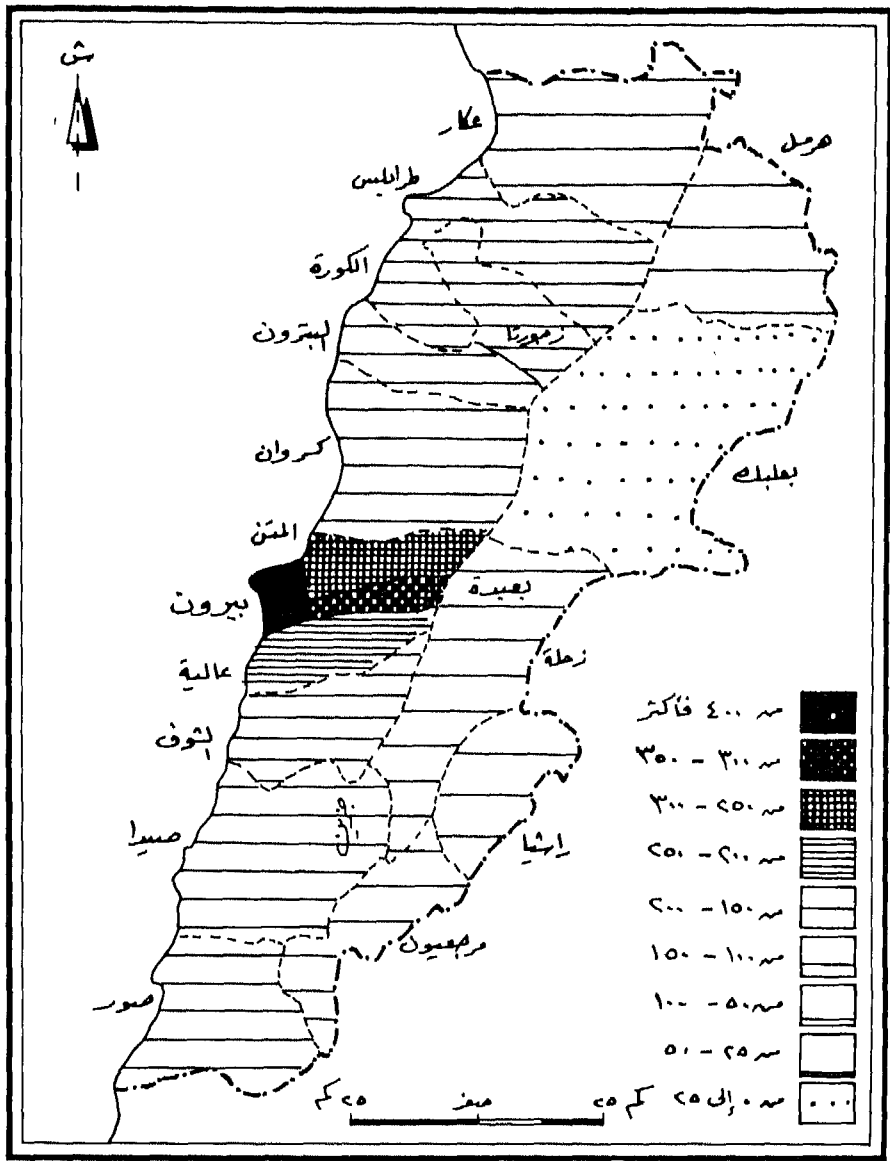 ش
عكار
هرمل
طرابلس
الكورة
زغورتا
البترون
كسروان
بعلبك
المتن
بيروت
بعبدة
زحلة
عالية
الشوف
جزين
صيدا
راشيا
مرجعيون
صور
من ٤٠٠ فأكثر
من ٣٠٠ - ٣٥٠
من ٢٥٠ - ٣٠٠
من ٢٠٠ - ٢٥٠
من ١٥٠ - ٢٠٠
من ١٠٠ - ١٥٠
من ٥٠ - ١٠٠
من ٢٥ - ٥٠
من ٠ إلى ٢٥
٢٥ كم صفر ٢٥ كم